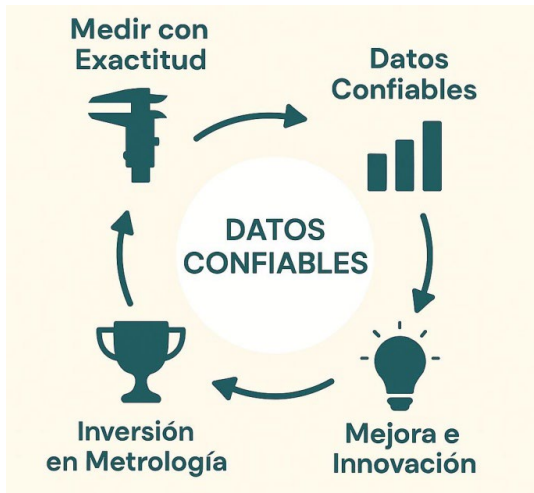 Medir con
Exactitud
Datos
Confiables
DATOS
CONFIABLES
Inversión
en Metrología
Mejora e
Innovación